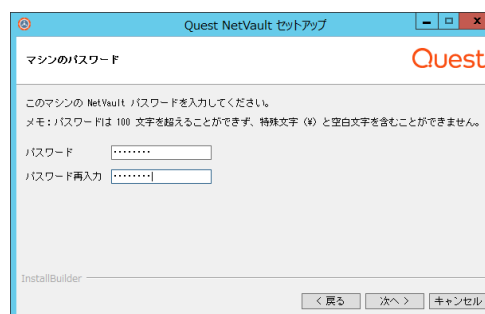 Quest NetVault セットアップ
マシンのパスワード
Quest
このマシンの NetVault パスワードを入力してください。
メモ：パスワードは 100 文字を超えることができず、特殊文字（¥）と空白文字を含むことができません。
パスワード ········
パスワード再入力 ········
InstallBuilder
< 戻る 次へ > キャンセル